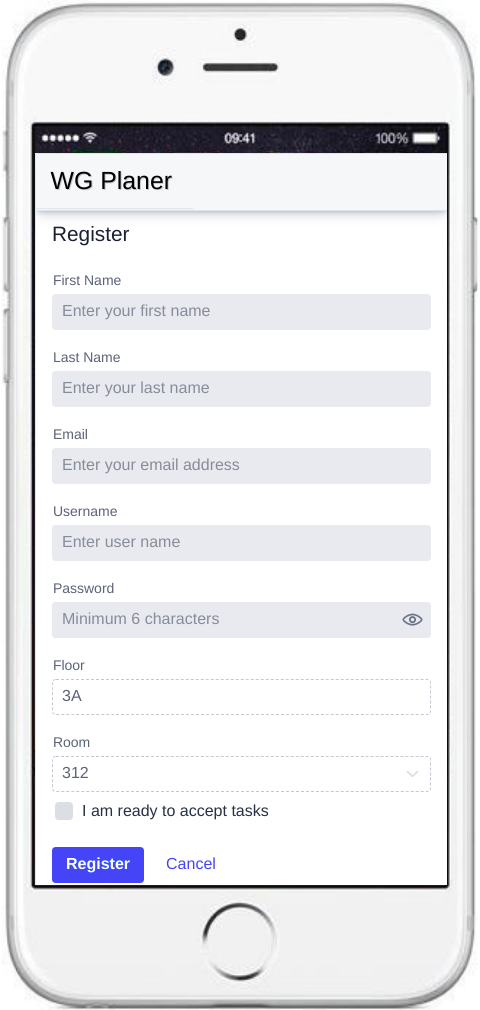 09:41
100%
WG Planer
Register
First Name
Enter your first name
Last Name
Enter your last name
Email
Enter your email address
Username
Enter user name
Password
Minimum 6 characters
Floor
3A
Room
312
I am ready to accept tasks
Register Cancel